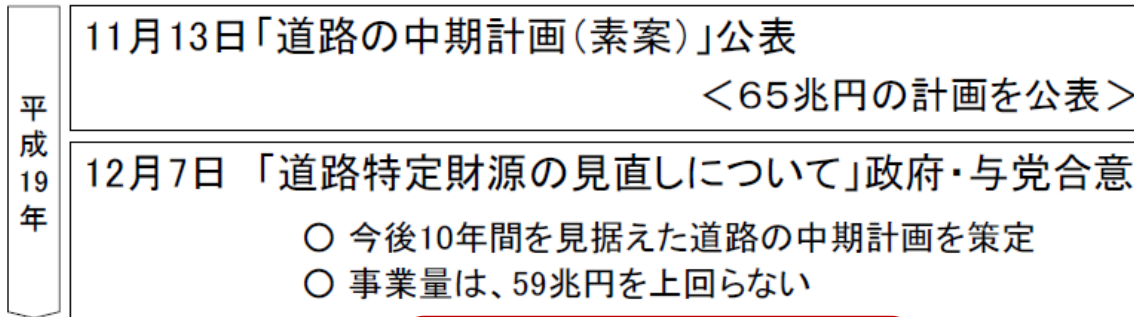 平成19年
11月13日「道路の中期計画(素案)」公表
<65兆円の計画を公表>
12月7日 「道路特定財源の見直しについて」政府・与党合意
○ 今後10年間を見据えた道路の中期計画を策定
○ 事業量は、59兆円を上回らない